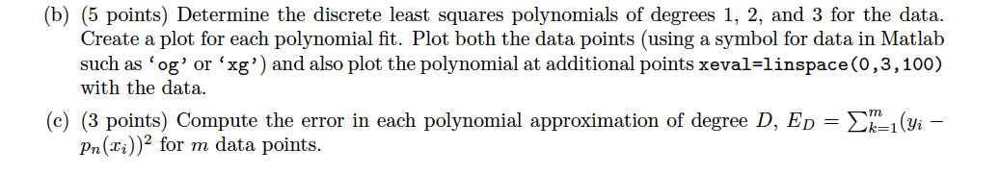 (b) (5 points) Determine the discrete least squares polynomials of degrees 1, 2, and 3 for the data.
Create a plot for each polynomial fit. Plot both the data points (using a symbol for data in Matlab
such as ‘og’ or ‘xg’) and also plot the polynomial at additional points xeval=linspace(0,3,100)
with the data.
(c) (3 points) Compute the error in each polynomial approximation of degree D, E_D = ∑_{k=1}^{m}(y_i −
p_n(x_i))² for m data points.